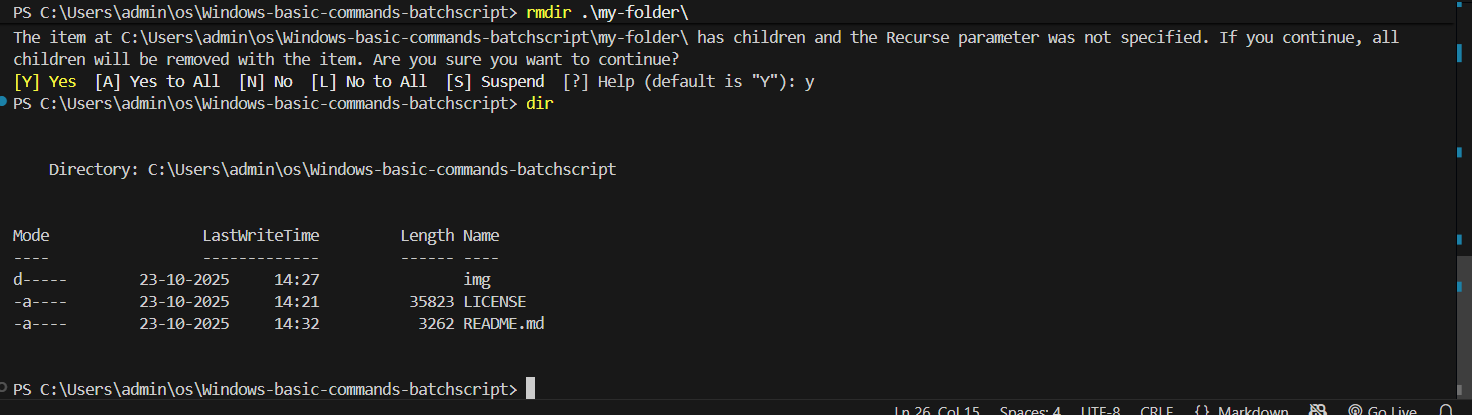 PS C:\Users\admin\os\Windows-basic-commands-batchscript> rmdir .\my-folder\
The item at C:\Users\admin\os\Windows-basic-commands-batchscript\my-folder\ has children and the Recurse parameter was not specified. If you continue, all
children will be removed with the item. Are you sure you want to continue?
[Y] Yes  [A] Yes to All  [N] No  [L] No to All  [S] Suspend  [?] Help (default is "Y"): y
PS C:\Users\admin\os\Windows-basic-commands-batchscript> dir
    Directory: C:\Users\admin\os\Windows-basic-commands-batchscript
Mode                 LastWriteTime         Length Name
----                 -------------         ------ ----
d-----        23-10-2025     14:27                img
-a----        23-10-2025     14:21          35823 LICENSE
-a----        23-10-2025     14:32           3262 README.md
PS C:\Users\admin\os\Windows-basic-commands-batchscript>
Ln 26, Col 15  Spaces: 4  UTF-8  CRLF  {} Markdown  Go Live